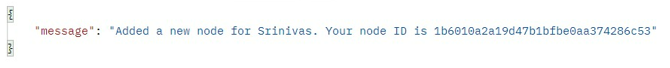 {
"message": "Added a new node for Srinivas. Your node ID is 1b6010a2a19d47b1bfbe0aa374286c53"
}